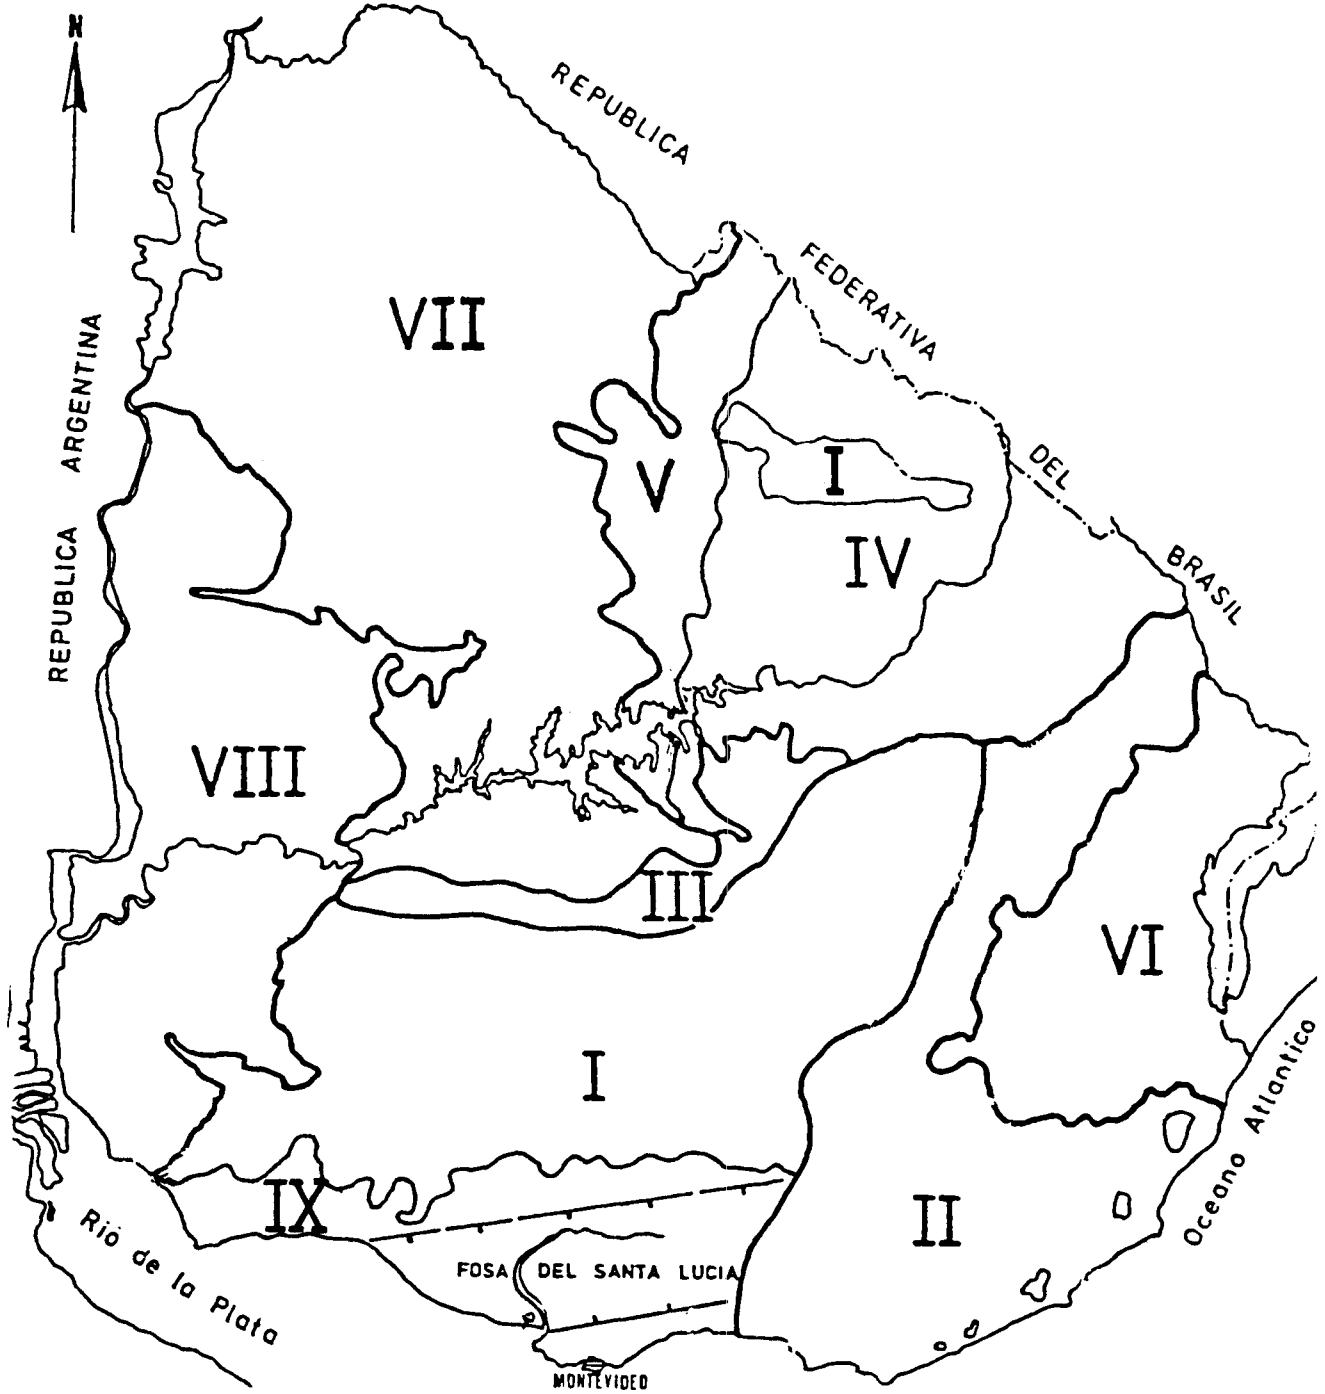 N
REPUBLICA
FEDERATIVA
DEL
BRASIL
REPUBLICA ARGENTINA
VII
V
I
IV
VIII
III
VI
I
IX
II
FOSA DEL SANTA LUCIA
Rió de la Plata
Oceano Atlantico
MONTEVIDEO